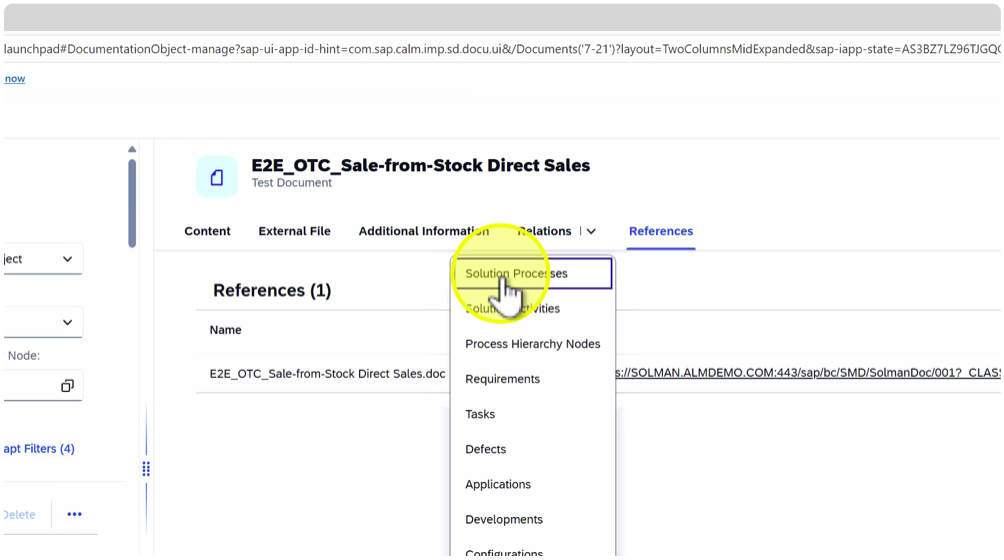 launchpad#DocumentationObject-manage?sap-ui-app-id-hint=com.sap.calm.imp.sd.docu.ui&/Documents('7-21')?layout=TwoColumnsMidExpanded&sap-iapp-state=AS3BZ7LZ96TJGQ
now
E2E_OTC_Sale-from-Stock Direct Sales
Test Document
Content External File Additional Information Relations References
ject
Solution Processes
References (1)
Solution Activities
Name
Process Hierarchy Nodes
Node:
E2E_OTC_Sale-from-Stock Direct Sales.doc
s://SOLMAN.ALMDEMO.COM:443/sap/bc/SMD/SolmanDoc/001?_CLASS
Requirements
Tasks
apt Filters (4)
Defects
Applications
Delete
Developments
Configurations